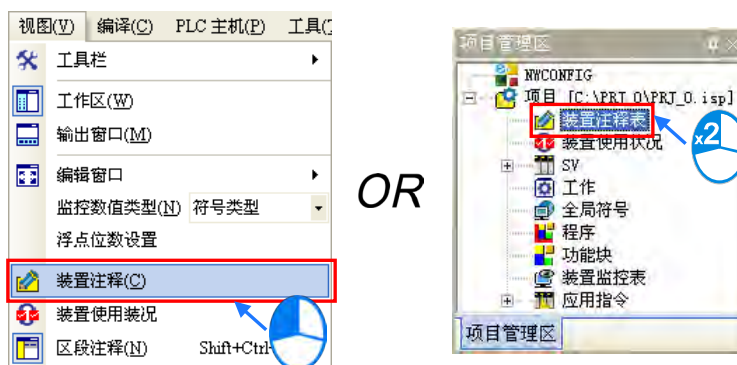 视图(V) 编译(C) PLC 主机(P) 工具(
工具栏
工作区(W)
输出窗口(M)
编辑窗口
监控数值类型(N) 符号类型
浮点位数设置
装置注释(C)
装置使用装况
区段注释(N) Shift+Ctrl
OR
项目管理区
NWCONFIG
项目 [C:\PRJ_0\PRJ_0.isp]
装置注释表
x2
装置使用状况
SV
工作
全局符号
程序
功能块
装置监控表
应用指令
项目管理区